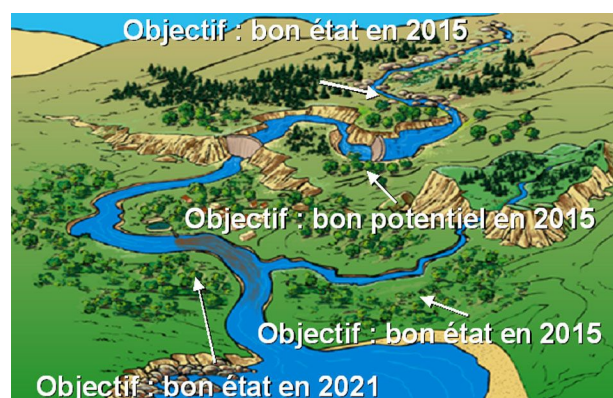 Objectif : bon état en 2015
Objectif : bon potentiel en 2015
Objectif : bon état en 2015
Objectif : bon état en 2021